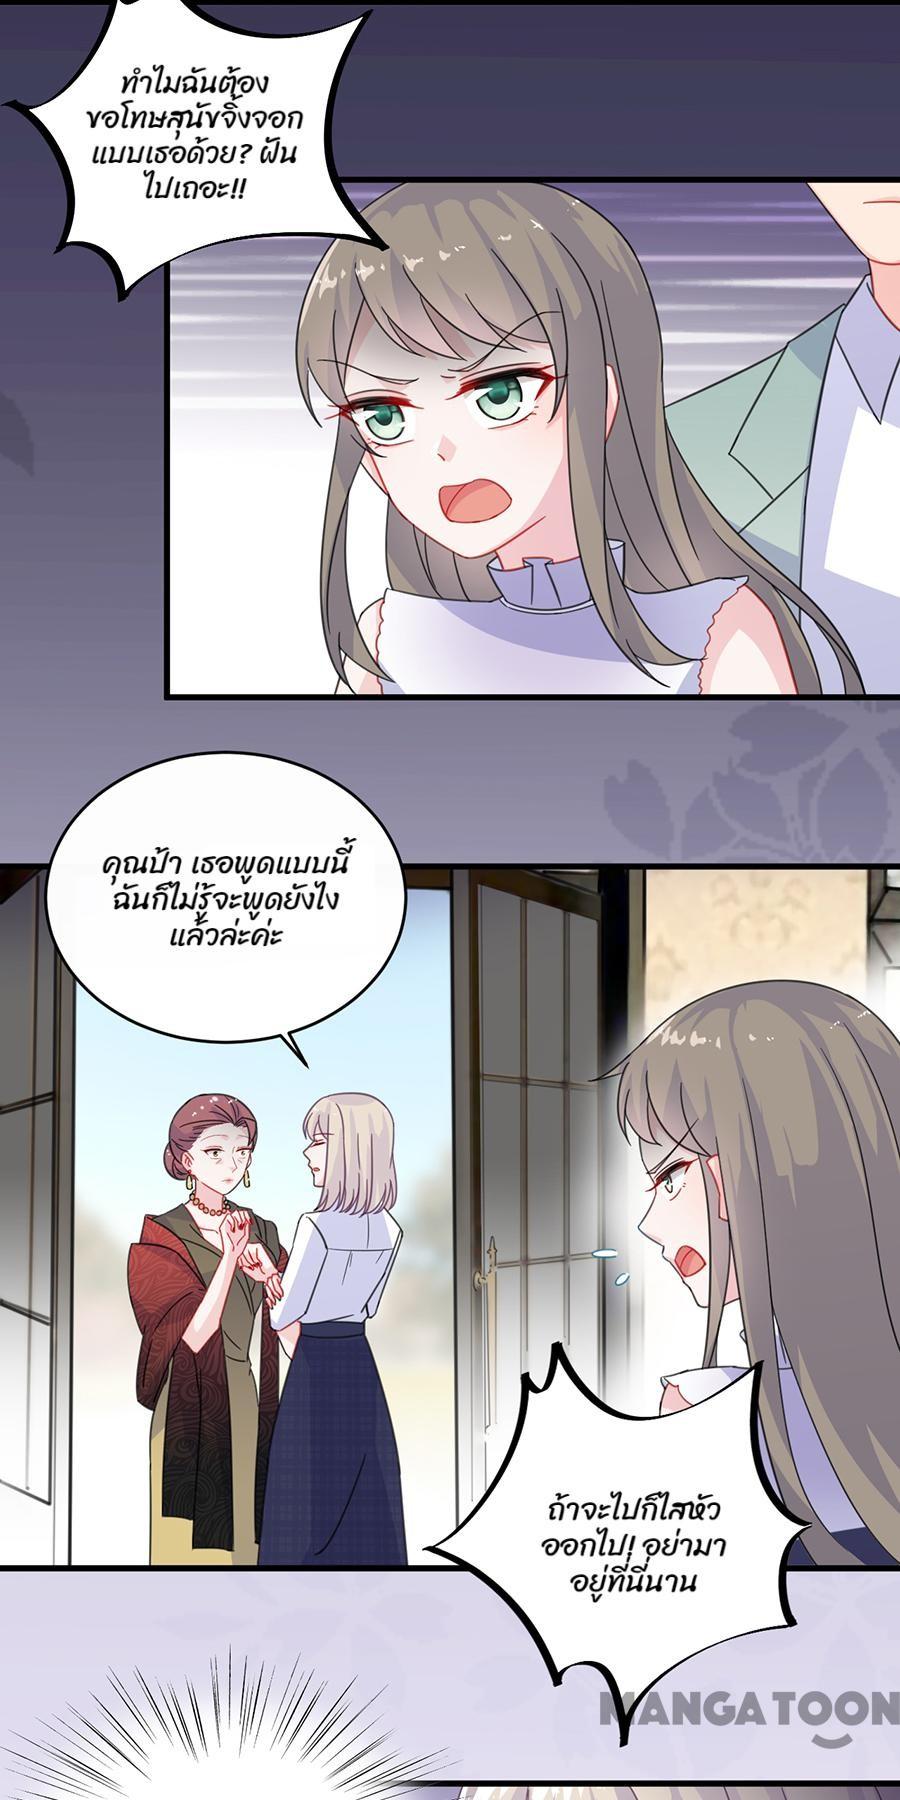 ทำไมฉันต้อง
ขอโทษสุนัขจิ้งจอก
แบบเธอด้วย? ฝัน
ไปเถอะ!!
คุณป้า เธอพูดแบบนี้
ฉันก็ไม่รู้จะพูดยังไง
แล้วล่ะค่ะ
ถ้าจะไปก็ไสหัว
ออกไป! อย่ามา
อยู่ที่นี่นาน
MANGA TOON